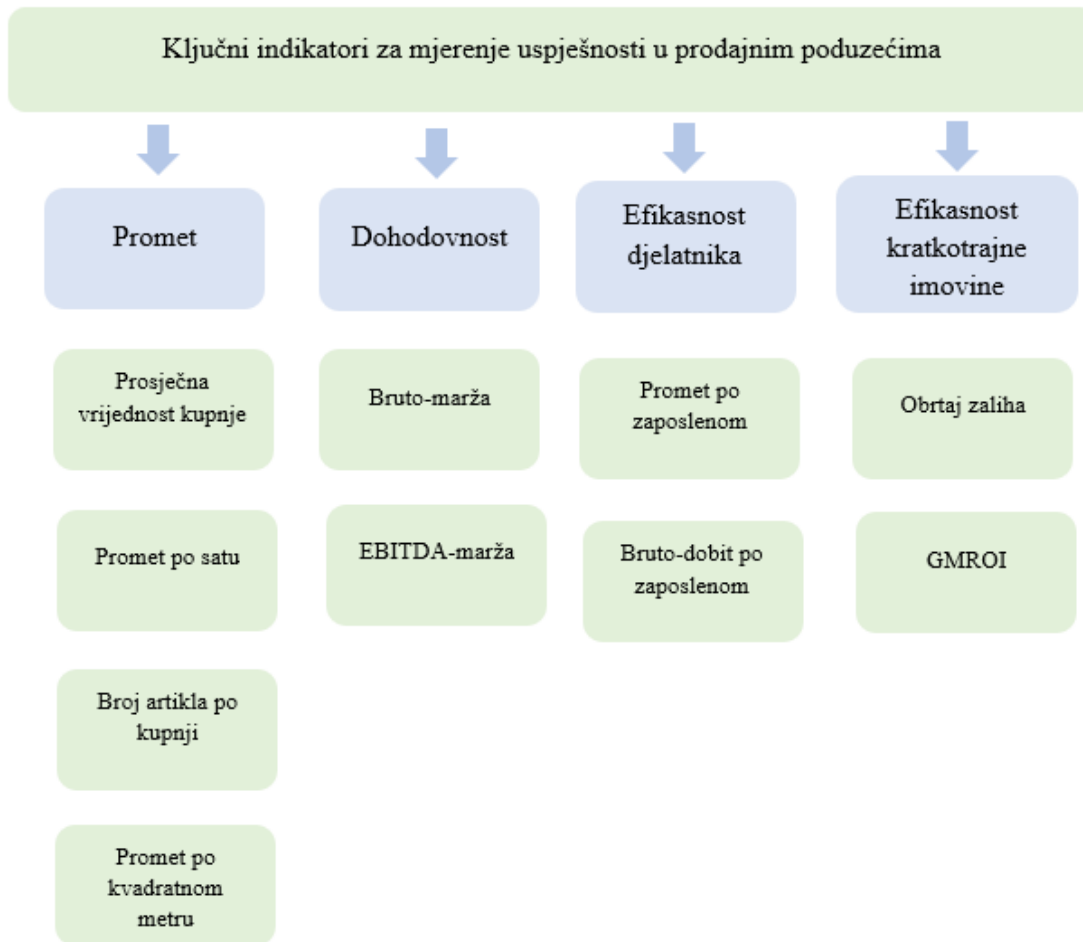 Ključni indikatori za mjerenje uspješnosti u prodajnim poduzećima
Promet
Dohodovnost
Efikasnost
djelatnika
Efikasnost
kratkotrajne
imovine
Prosječna
vrijednost kupnje
Bruto-marža
Promet po
zaposlenom
Obrtaj zaliha
Promet po satu
EBITDA-marža
Bruto-dobit po
zaposlenom
GMROI
Broj artikla po
kupnji
Promet po
kvadratnom
metru